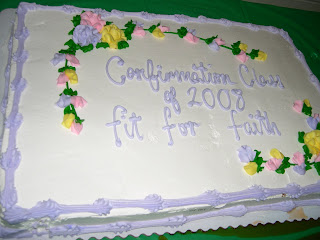 Confirmation Class
of 2008
fit for faith